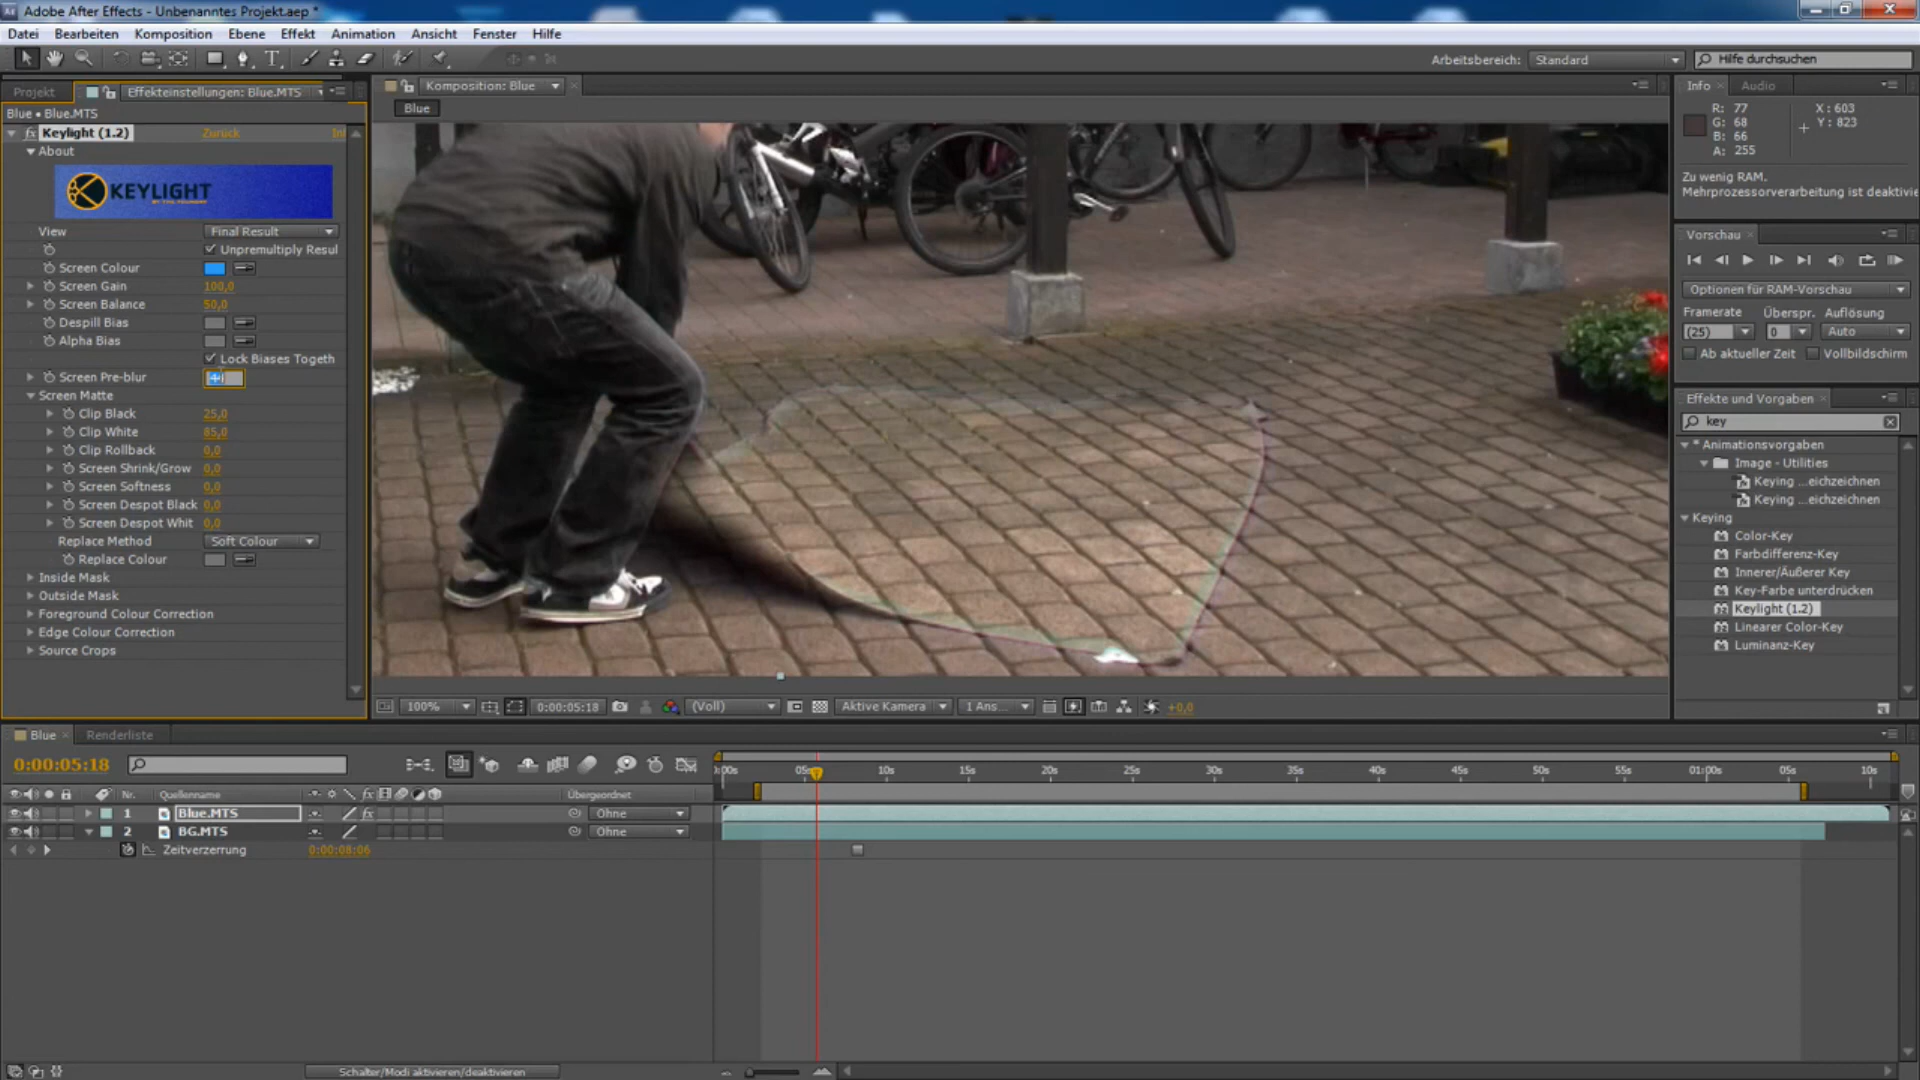 Adobe After Effects - Unbenanntes Projekt.aep *
Datei Bearbeiten Komposition Ebene Effekt Animation Ansicht Fenster Hilfe
Arbeitsbereich: Standard Hilfe durchsuchen
Projekt Effekteinstellungen: Blue.MTS
Blue • Blue.MTS
fx Keylight (1.2) Zurück
About
KEYLIGHT
View Final Result
Unpremultiply Resul
Screen Colour
Screen Gain 100,0
Screen Balance 50,0
Despill Bias
Alpha Bias
Lock Biases Togeth
Screen Pre-blur
Screen Matte
Clip Black 25,0
Clip White 85,0
Clip Rollback 0,0
Screen Shrink/Grow 0,0
Screen Softness 0,0
Screen Despot Black 0,0
Screen Despot Whit 0,0
Replace Method Soft Colour
Replace Colour
Inside Mask
Outside Mask
Foreground Colour Correction
Edge Colour Correction
Source Crops
Komposition: Blue
Blue
100% 0:00:05:18 (Voll) Aktive Kamera 1 Ans... +0,0
Info Audio
R: 77 X: 603
G: 68 Y: 823
B: 66
A: 255
Zu wenig RAM.
Mehrprozessorverarbeitung ist deaktivie
Vorschau
Optionen für RAM-Vorschau
Framerate Überspr. Auflösung
(25) 0 Auto
Ab aktueller Zeit Vollbildschirm
Effekte und Vorgaben
key
* Animationsvorgaben
Image - Utilities
Keying ...eichzeichnen
Keying ...eichzeichnen
Keying
Color-Key
Farbdifferenz-Key
Innerer/Äußerer Key
Key-Farbe unterdrücken
Keylight (1.2)
Linearer Color-Key
Luminanz-Key
Blue Renderliste
0:00:05:18
05s 10s 15s 20s 25s 30s 35s 40s 45s 50s 55s 01:00s 05s 10s
Nr. Quellenname Übergeordnet
1 Blue.MTS fx Ohne
2 BG.MTS Ohne
Zeitverzerrung 0:00:08:06
Schalter/Modi aktivieren/deaktivieren